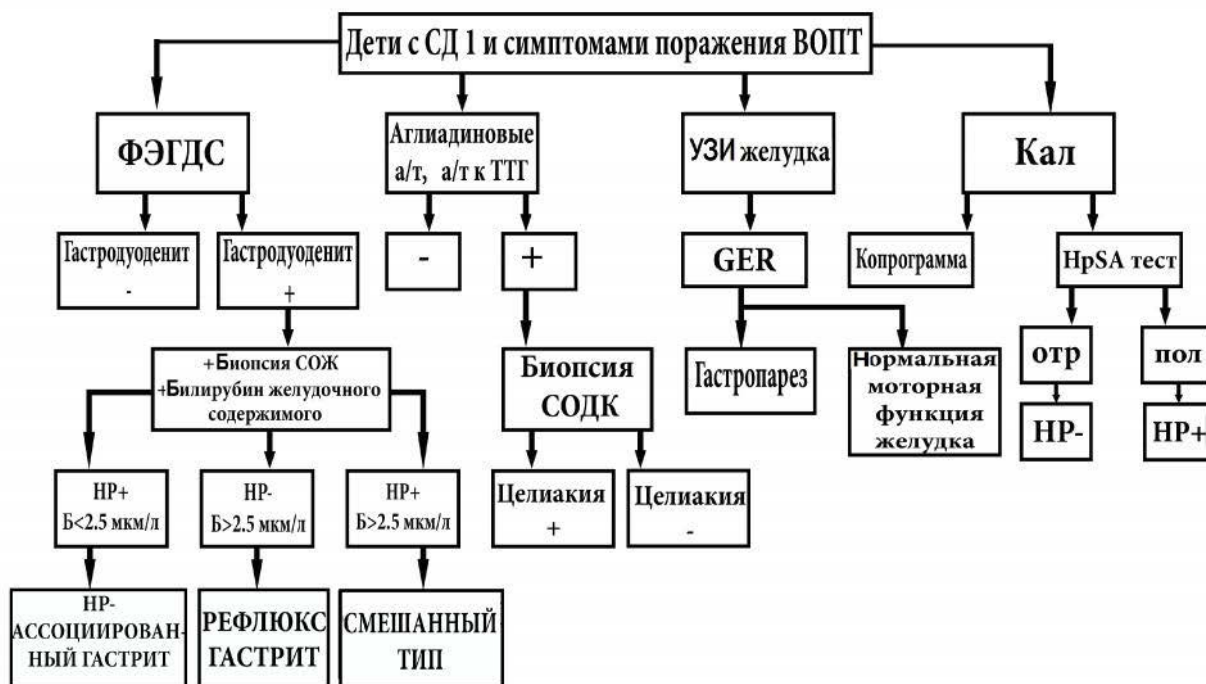 Дети с СД 1 и симптомами поражения ВОПТ
ФЭГДС
Аглиадиновые
а/т, а/т к ТТГ
УЗИ желудка
Кал
Гастродуоденит
-
Гастродуоденит
+
-
+
GER
Копрограмма
HpSA тест
+Биопсия СОЖ
+Билирубин желудочного
содержимого
Биопсия
СОДК
Гастропарез
Нормальная
моторная
функция
желудка
отр
пол
HP-
HP+
HP+
Б<2.5 мкм/л
HP-
Б>2.5 мкм/л
HP+
Б>2.5 мкм/л
Целиакия
+
Целиакия
-
HP-
АССОЦИИРОВАН-
НЫЙ ГАСТРИТ
РЕФЛЮКС
ГАСТРИТ
СМЕШАННЫЙ
ТИП